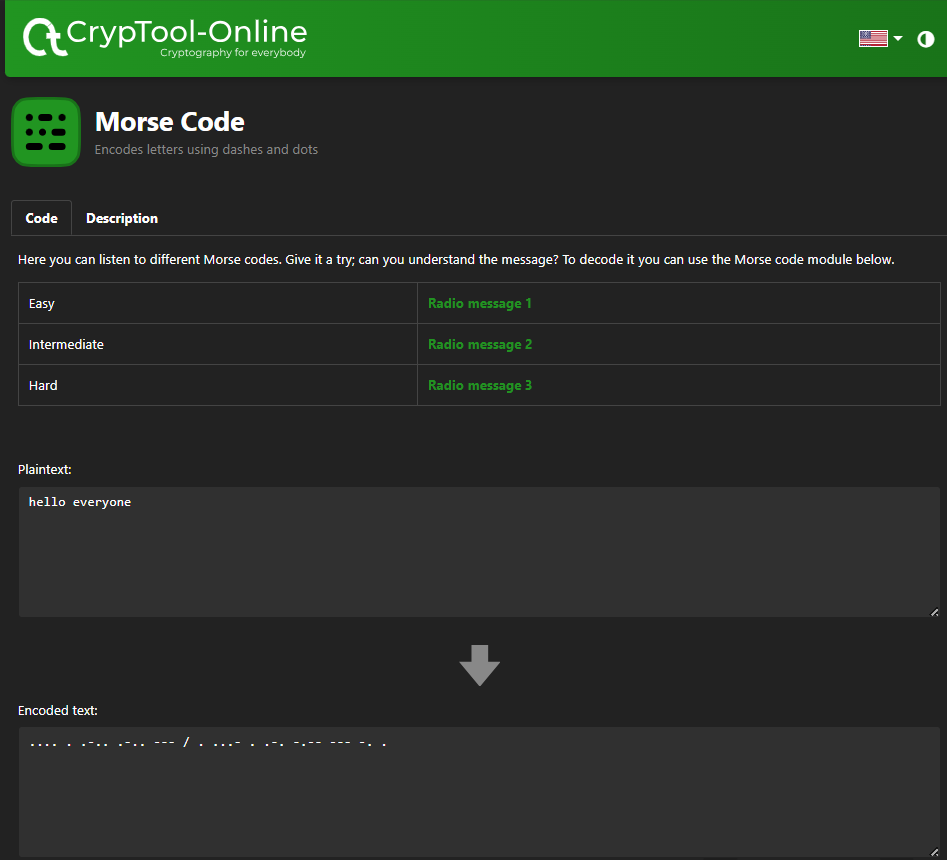 CrypTool-Online
Cryptography for everybody
Morse Code
Encodes letters using dashes and dots
Code Description
Here you can listen to different Morse codes. Give it a try; can you understand the message? To decode it you can use the Morse code module below.
Easy Radio message 1
Intermediate Radio message 2
Hard Radio message 3
Plaintext:
hello everyone
Encoded text:
.... . .-.. .-.. --- / . ...- . .-. -.-- --- -. .